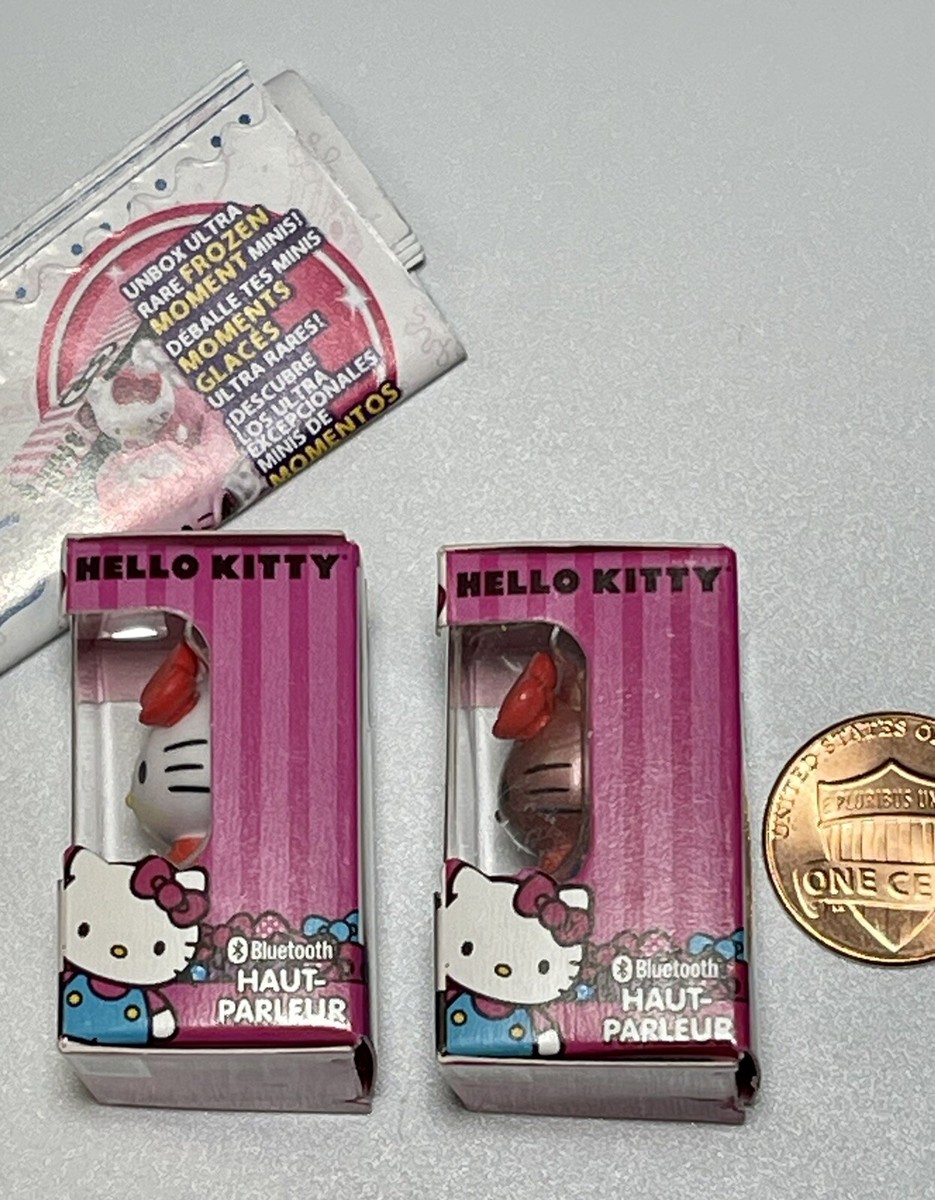 UNBOX ULTRA
RARE FROZEN
MOMENT MINIS!
DÉBALLE TES MINIS
MOMENTS
GLACÉS
ULTRA RARES!
¡DESCUBRE
LOS ULTRA
EXCEPCIONALES
MINIS DE
MOMENTOS
HELLO KITTY
Bluetooth
HAUT-
PARLEUR
HELLO KITTY
Bluetooth
HAUT-
PARLEUR
UNITED STATES
E PLURIBUS
ONE CE